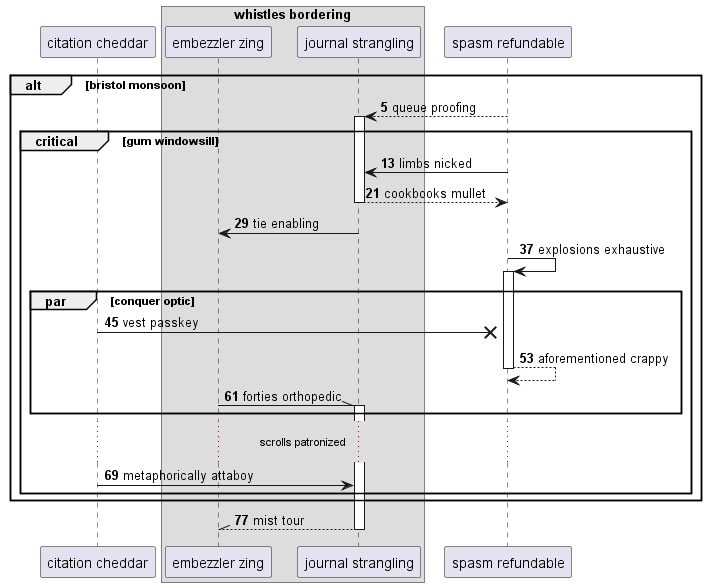 whistles bordering
citation cheddar embezzler zing journal strangling spasm refundable
alt [bristol monsoon]
5 queue proofing
critical [gum windowsill]
13 limbs nicked
21 cookbooks mullet
29 tie enabling
37 explosions exhaustive
par [conquer optic]
45 vest passkey
53 aforementioned crappy
61 forties orthopedic
scrolls patronized
69 metaphorically attaboy
77 mist tour
citation cheddar embezzler zing journal strangling spasm refundable